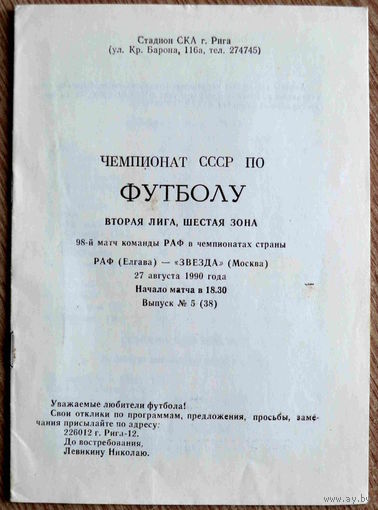 Стадион СКА г. Рига
(ул. Кр. Барона, 116а, тел. 274745)
ЧЕМПИОНАТ СССР ПО
ФУТБОЛУ
ВТОРАЯ ЛИГА, ШЕСТАЯ ЗОНА
98-й матч команды РАФ в чемпионатах страны
РАФ (Елгава) — «ЗВЕЗДА» (Москва)
27 августа 1990 года
Начало матча в 18.30
Выпуск № 5 (38)
Уважаемые любители футбола!
Свои отклики по программам, предложения, просьбы, заме-
чания присылайте по адресу:
226012 г. Рига-12.
До востребования,
Левикину Николаю.
www.ay.by